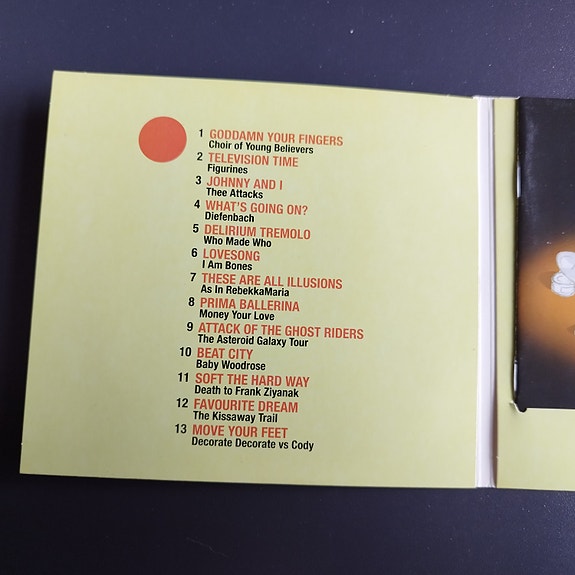 1 GODDAMN YOUR FINGERS
Choir of Young Believers
2 TELEVISION TIME
Figurines
3 JOHNNY AND I
Thee Attacks
4 WHAT'S GOING ON?
Diefenbach
5 DELIRIUM TREMOLO
Who Made Who
6 LOVESONG
I Am Bones
7 THESE ARE ALL ILLUSIONS
As In RebekkaMaria
8 PRIMA BALLERINA
Money Your Love
9 ATTACK OF THE GHOST RIDERS
The Asteroid Galaxy Tour
10 BEAT CITY
Baby Woodrose
11 SOFT THE HARD WAY
Death to Frank Ziyanak
12 FAVOURITE DREAM
The Kissaway Trail
13 MOVE YOUR FEET
Decorate Decorate vs Cody